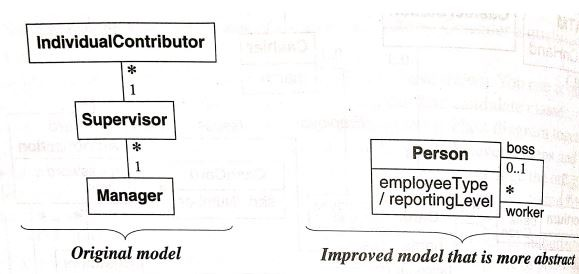 IndividualContributor
*
1
Supervisor
*
1
Manager
Original model
boss
Person
0..1
employeeType
*
/ reportingLevel
worker
Improved model that is more abstract